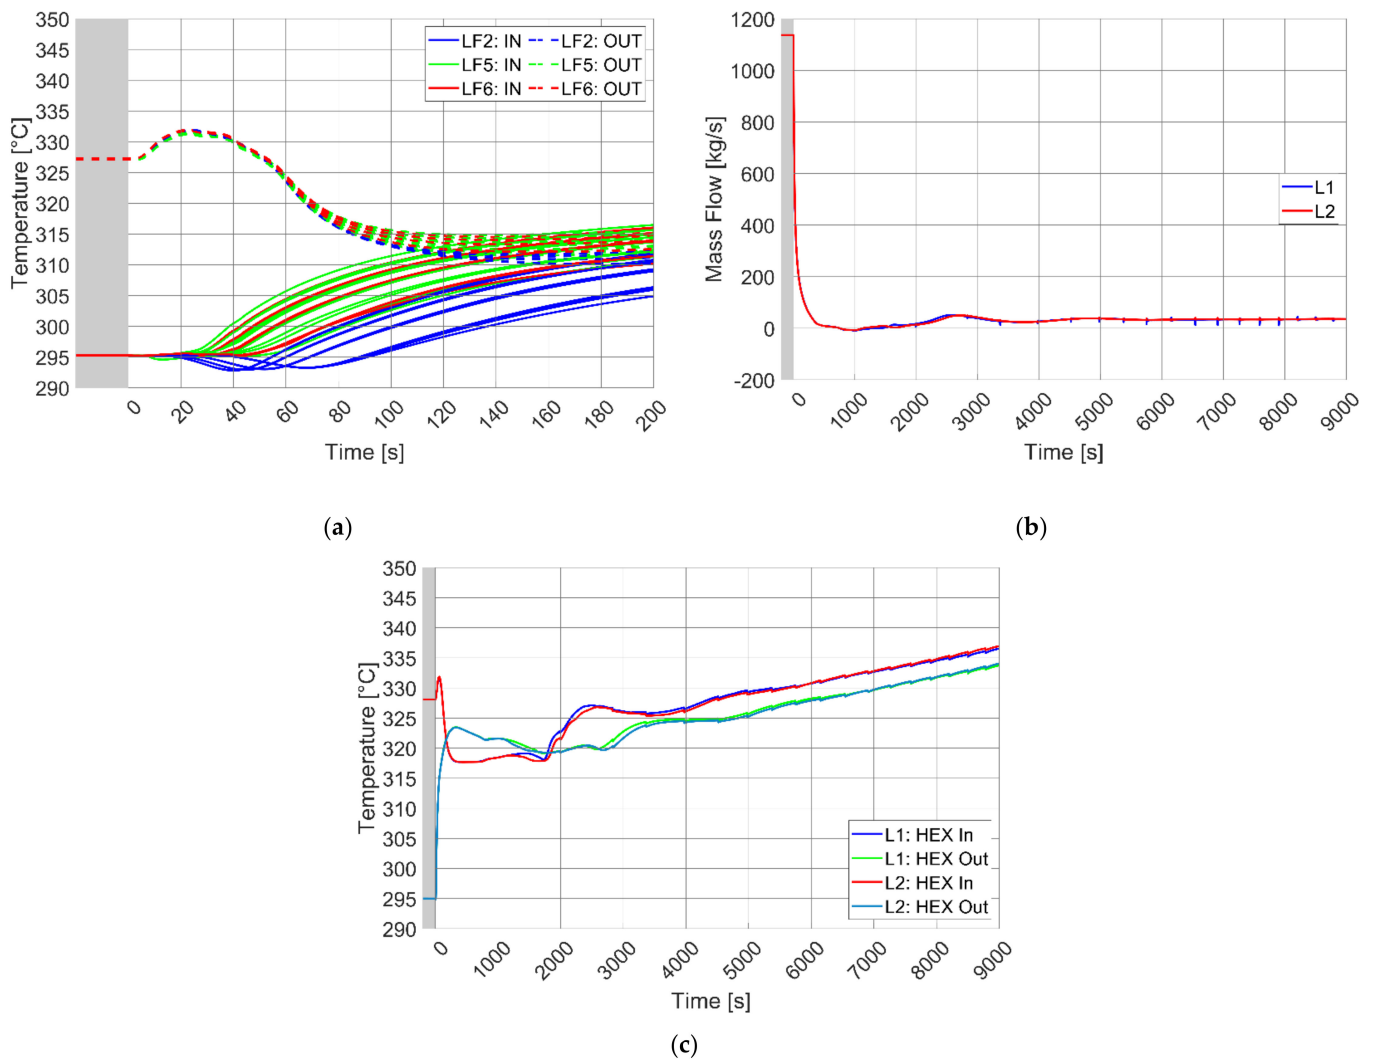 350
345
340
335
330
325
320
315
310
305
300
295
290
Temperature [°C]
LF2: IN LF2: OUT
LF5: IN LF5: OUT
LF6: IN LF6: OUT
0 20 40 60 80 100 120 140 160 180 200
Time [s]
(a)
1200
1000
800
600
400
200
0
-200
Mass Flow [kg/s]
L1
L2
0 1000 2000 3000 4000 5000 6000 7000 8000 9000
Time [s]
(b)
350
345
340
335
330
325
320
315
310
305
300
295
290
Temperature [°C]
L1: HEX In
L1: HEX Out
L2: HEX In
L2: HEX Out
0 1000 2000 3000 4000 5000 6000 7000 8000 9000
Time [s]
(c)